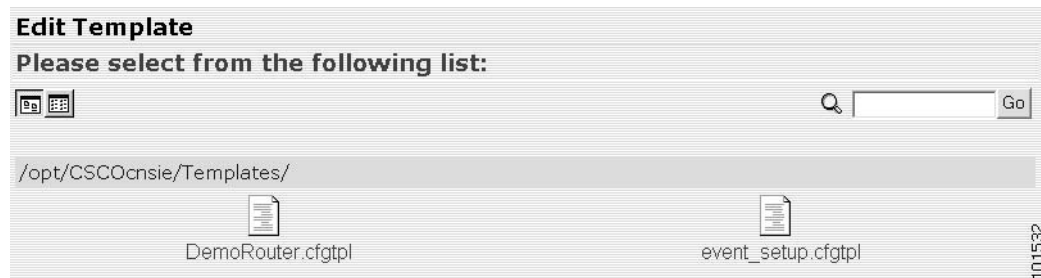 Edit Template
Please select from the following list:
Go
/opt/CSCOcnsie/Templates/
DemoRouter.cfgtpl
event_setup.cfgtpl
101532